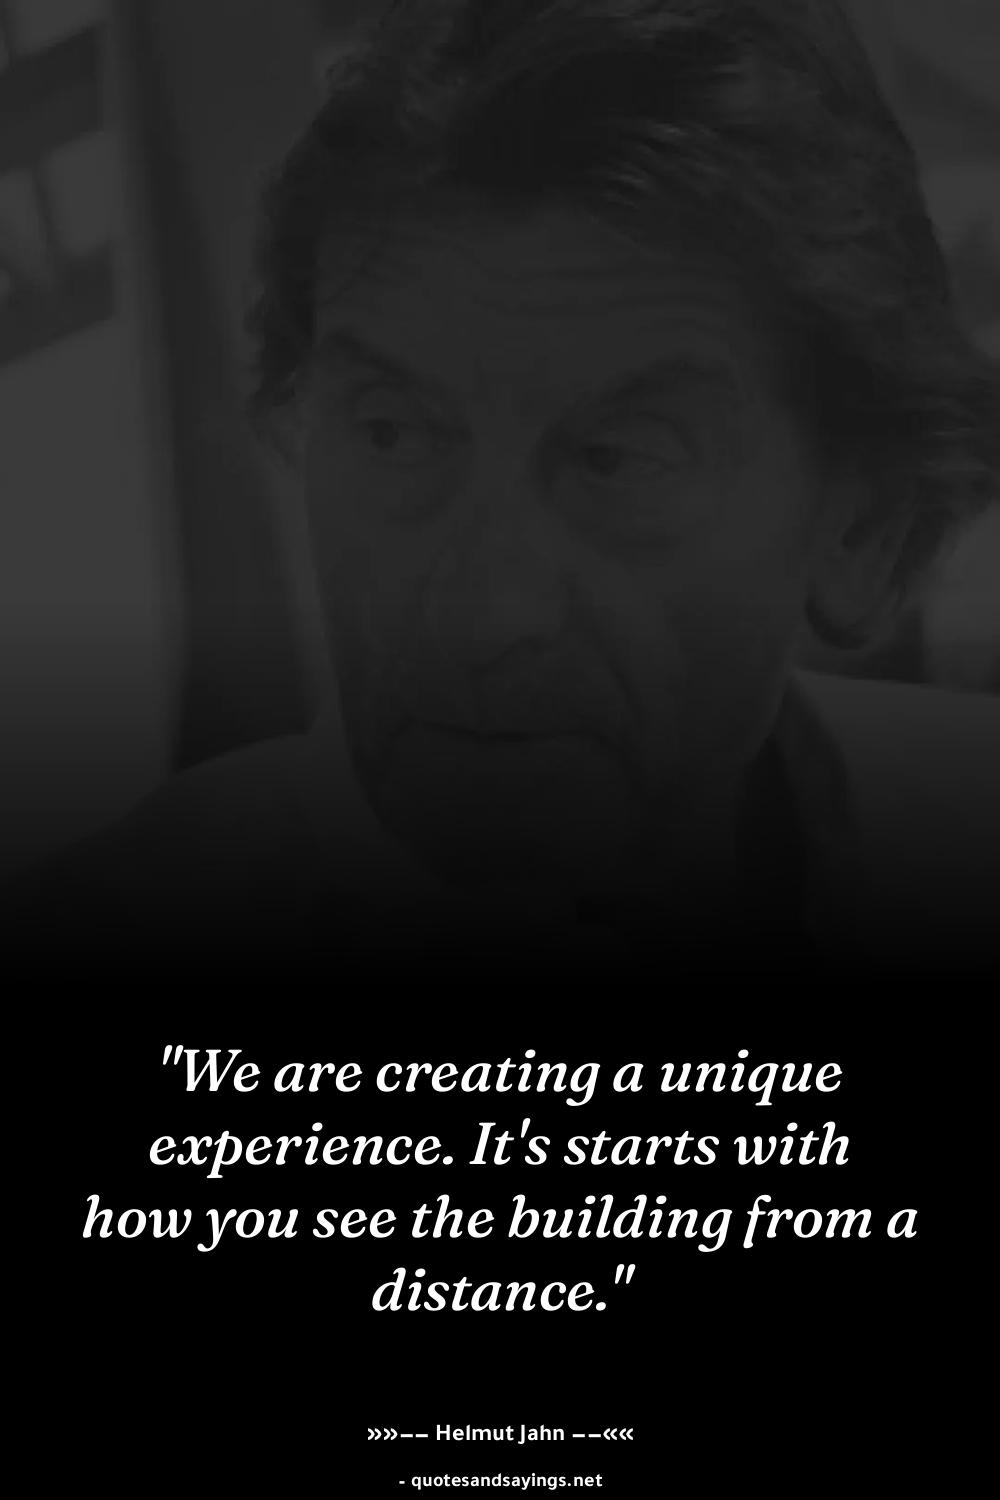 "We are creating a unique
experience. It's starts with
how you see the building from a
distance."
»»−− Helmut Jahn −−««
- quotesandsayings.net